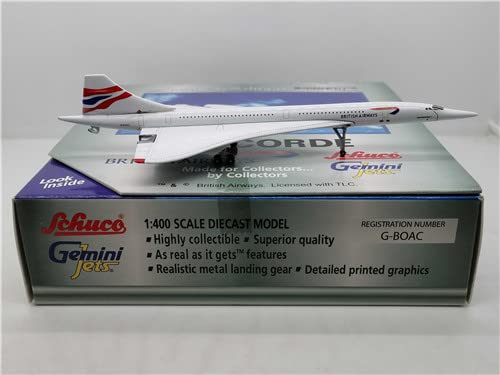 BRITISH AIRWAYS
CORDE
Made for Collectors...
by Collectors
™ & © British Airways. Licensed with TLC.
Look
Inside
Schuco
Gemini
Jets
1:400 SCALE DIECAST MODEL
▪ Highly collectible ▪ Superior quality
▪ As real as it gets™ features
▪ Realistic metal landing gear ▪ Detailed printed graphics
REGISTRATION NUMBER
G-BOAC
Schuco
Gemini
Jets